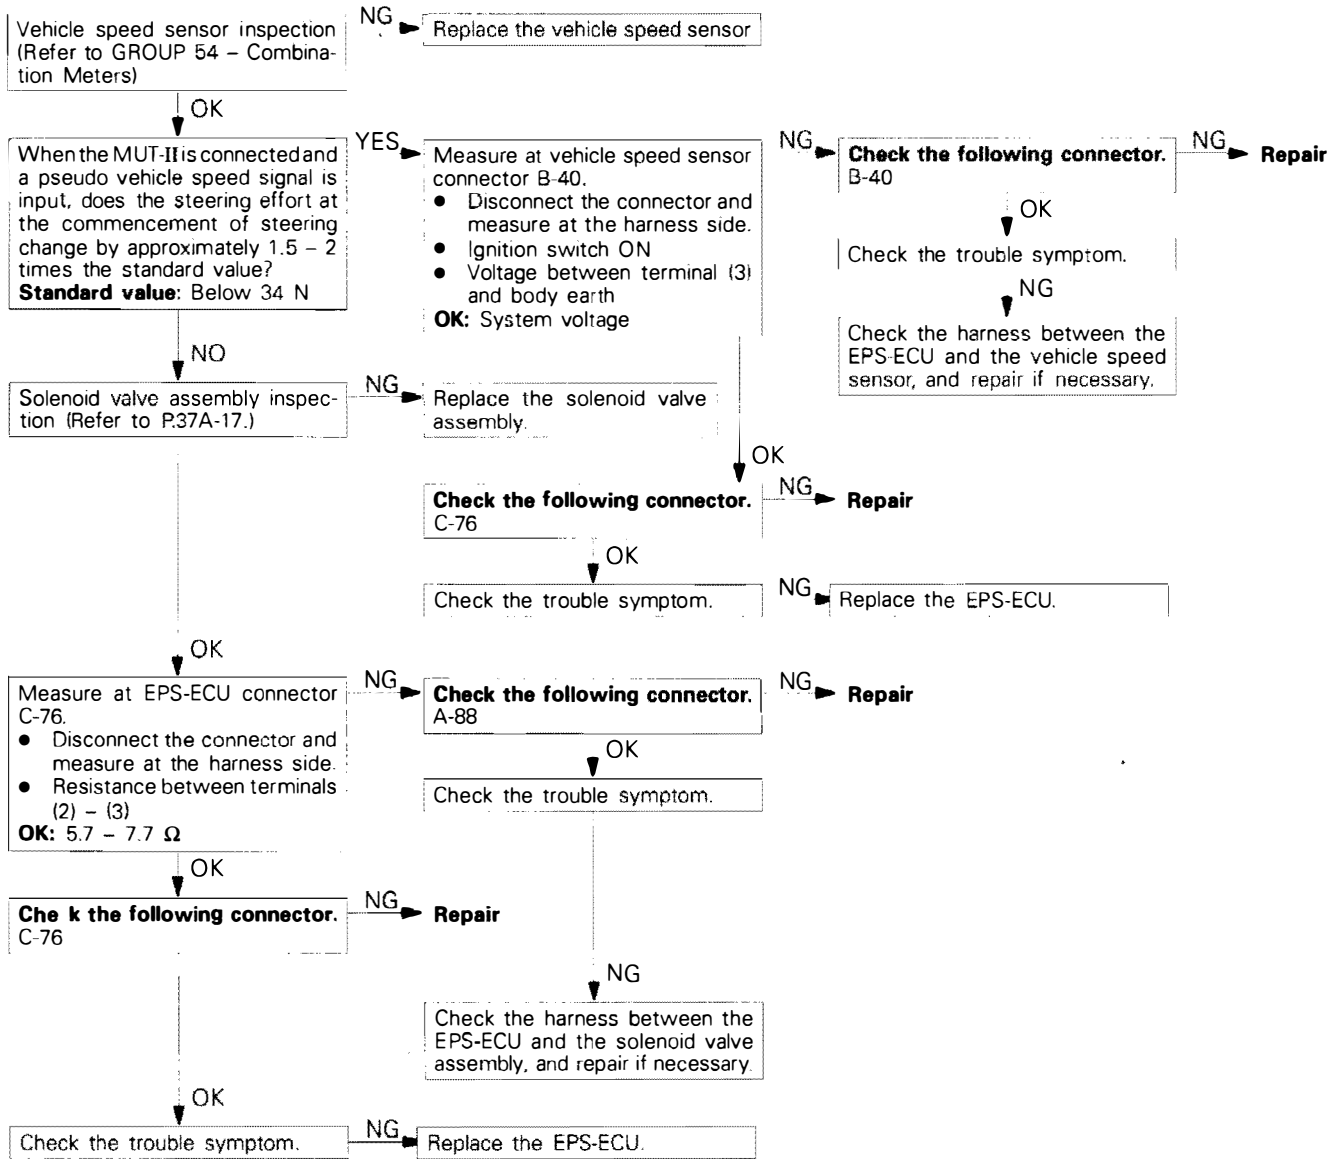 Vehicle speed sensor inspection
(Refer to GROUP 54 – Combina-
tion Meters)
NG
Replace the vehicle speed sensor
OK
When the MUT-II is connected and
a pseudo vehicle speed signal is
input, does the steering effort at
the commencement of steering
change by approximately 1.5 – 2
times the standard value?
Standard value: Below 34 N
YES
Measure at vehicle speed sensor
connector B-40.
● Disconnect the connector and
measure at the harness side.
● Ignition switch ON
● Voltage between terminal (3)
and body earth
OK: System voltage
NG
Check the following connector.
B-40
NG
Repair
OK
Check the trouble symptom.
NG
Check the harness between the
EPS-ECU and the vehicle speed
sensor, and repair if necessary.
NO
Solenoid valve assembly inspec-
tion (Refer to P.37A-17.)
NG
Replace the solenoid valve
assembly.
OK
Check the following connector.
C-76
NG
Repair
OK
Check the trouble symptom.
NG
Replace the EPS-ECU.
OK
Measure at EPS-ECU connector
C-76.
● Disconnect the connector and
measure at the harness side.
● Resistance between terminals
(2) – (3)
OK: 5.7 – 7.7 Ω
NG
Check the following connector.
A-88
NG
Repair
OK
Check the trouble symptom.
OK
Che k the following connector.
C-76
NG
Repair
NG
Check the harness between the
EPS-ECU and the solenoid valve
assembly, and repair if necessary.
OK
Check the trouble symptom.
NG
Replace the EPS-ECU.